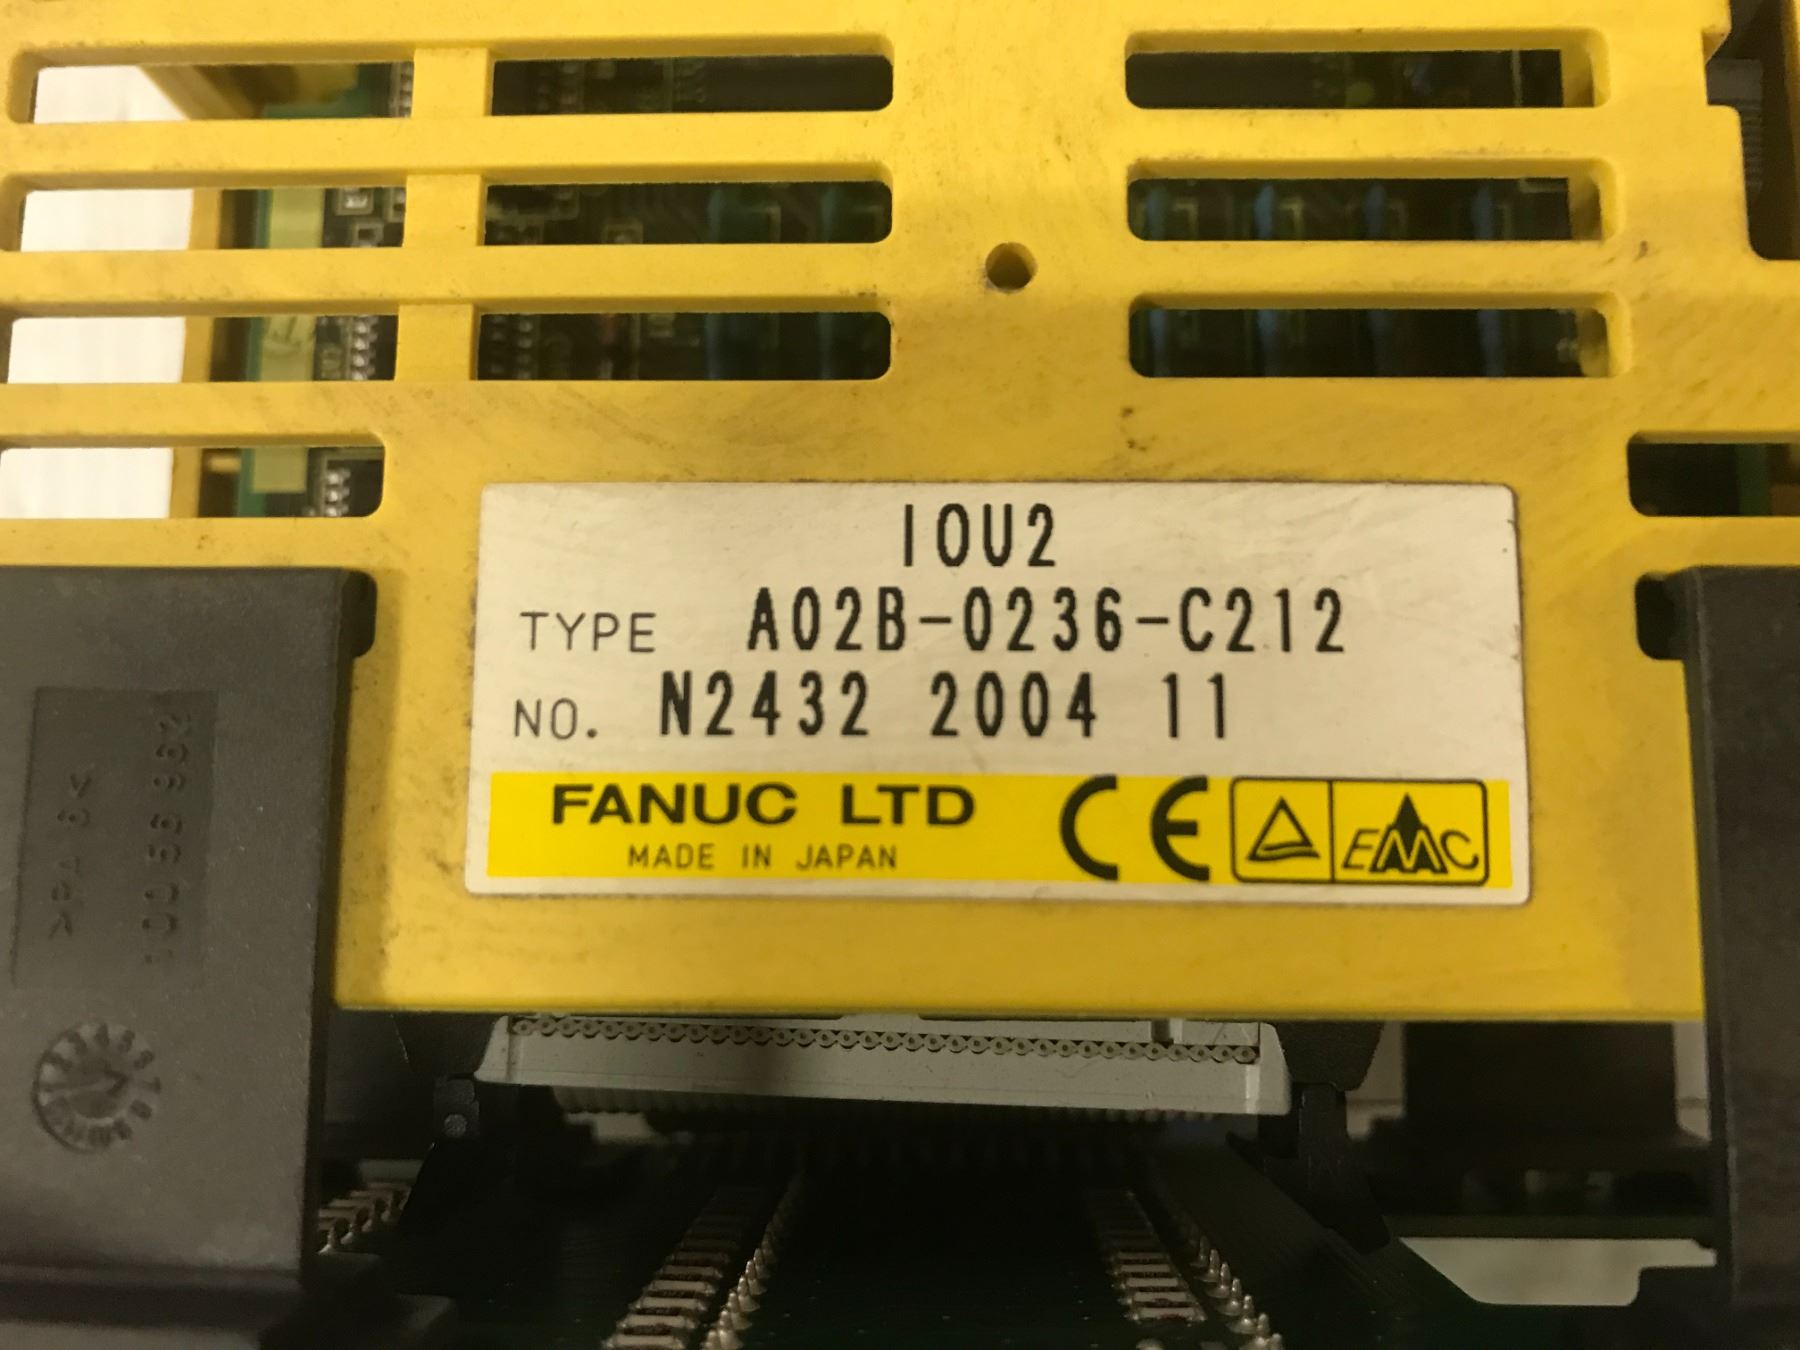 IOU2
TYPE A02B-0236-C212
NO. N2432 2004 11
FANUC LTD CE EMC
MADE IN JAPAN